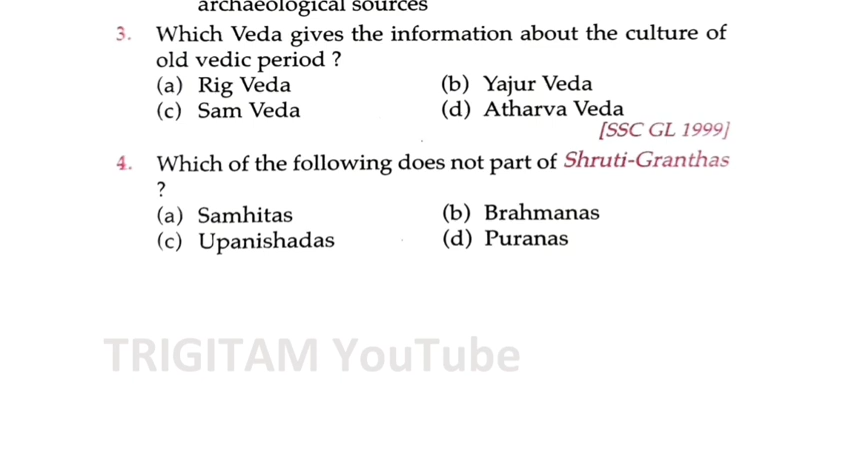 archaeological sources
3. Which Veda gives the information about the culture of
old vedic period ?
(a) Rig Veda (b) Yajur Veda
(c) Sam Veda (d) Atharva Veda
[SSC GL 1999]
4. Which of the following does not part of Shruti-Granthas
?
(a) Samhitas (b) Brahmanas
(c) Upanishadas (d) Puranas
TRIGITAM YouTube